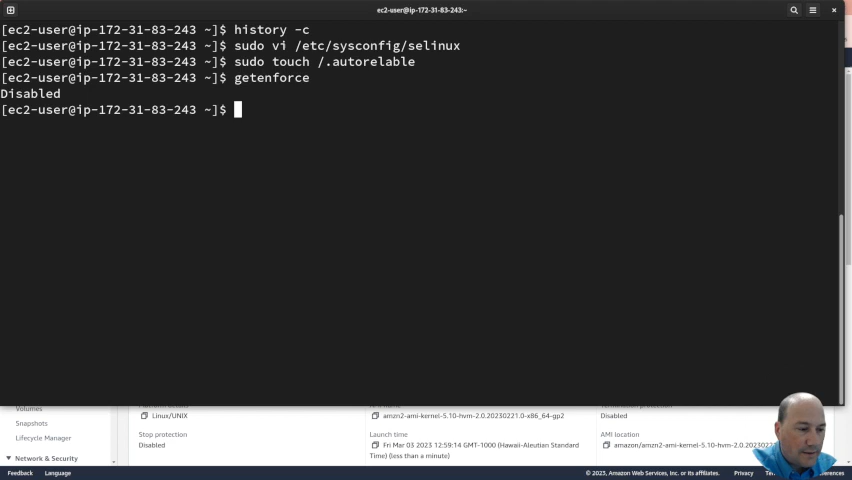 ec2-user@ip-172-31-83-243:~
[ec2-user@ip-172-31-83-243 ~]$ history -c
[ec2-user@ip-172-31-83-243 ~]$ sudo vi /etc/sysconfig/selinux
[ec2-user@ip-172-31-83-243 ~]$ sudo touch /.autorelable
[ec2-user@ip-172-31-83-243 ~]$ getenforce
Disabled
[ec2-user@ip-172-31-83-243 ~]$
Volumes
Snapshots
Lifecycle Manager
Network & Security
Linux/UNIX
amzn2-ami-kernel-5.10-hvm-2.0.20230221.0-x86_64-gp2
Disabled
Stop protection
Launch time
AMI location
Disabled
Fri Mar 03 2023 12:59:14 GMT-1000 (Hawaii-Aleutian Standard
Time) (less than a minute)
amazon/amzn2-ami-kernel-5.10-hvm-2.0.2023022
Feedback
Language
© 2023, Amazon Web Services, Inc. or its affiliates.
Privacy